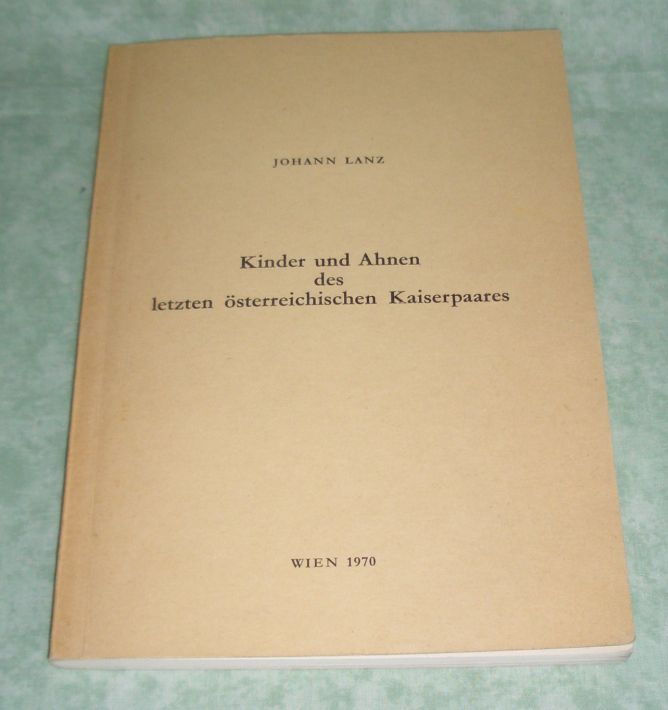 JOHANN LANZ
Kinder und Ahnen
des
letzten österreichischen Kaiserpaares
WIEN 1970